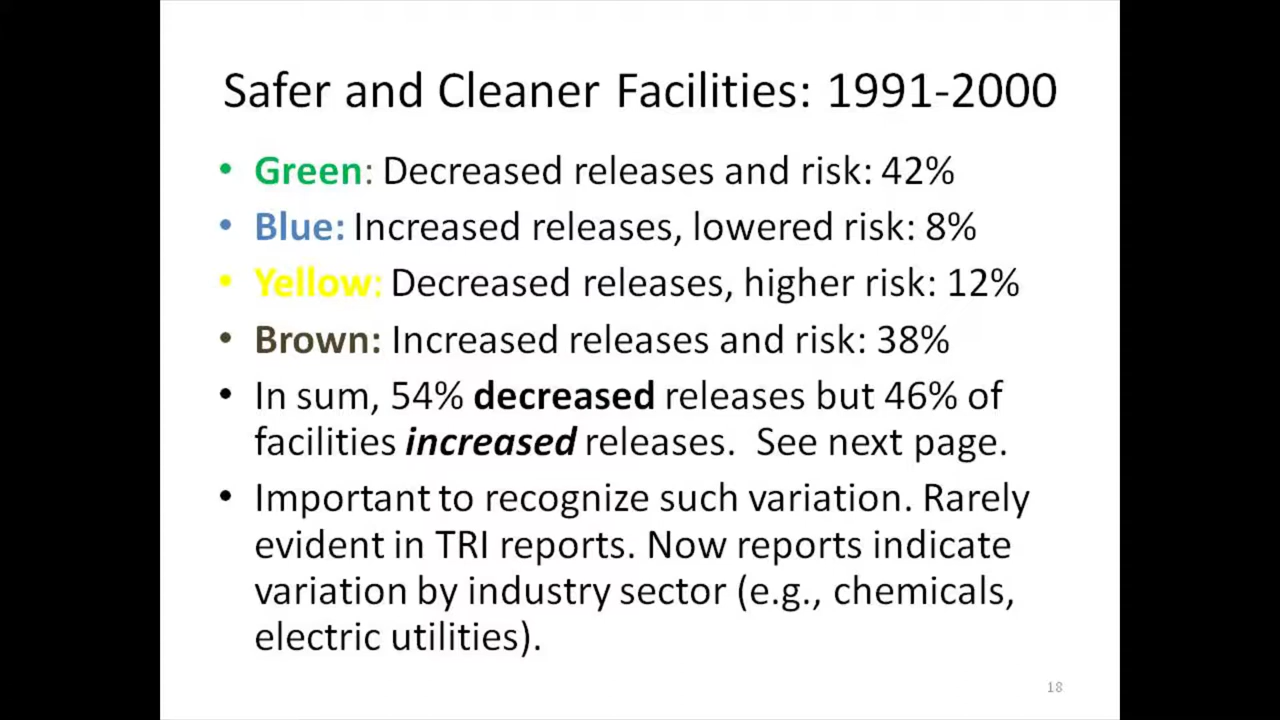 Safer and Cleaner Facilities: 1991-2000
• Green: Decreased releases and risk: 42%
• Blue: Increased releases, lowered risk: 8%
• Yellow: Decreased releases, higher risk: 12%
• Brown: Increased releases and risk: 38%
• In sum, 54% decreased releases but 46% of
facilities increased releases.  See next page.
• Important to recognize such variation. Rarely
evident in TRI reports. Now reports indicate
variation by industry sector (e.g., chemicals,
electric utilities).
18